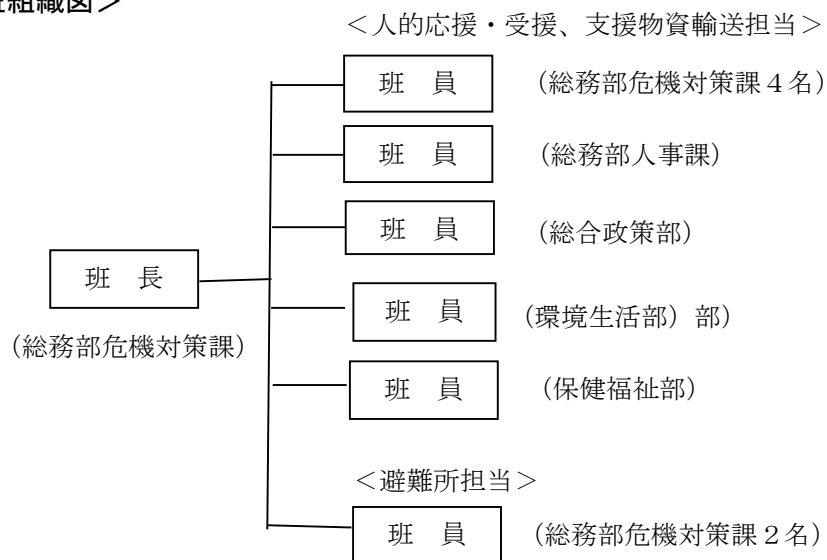 組織図＞
＜人的応援・受援、支援物資輸送担当＞
班　員　（総務部危機対策課４名）
班　員　（総務部人事課）
班　員　（総合政策部）
班　長
（総務部危機対策課）
班　員　（環境生活部）部）
班　員　（保健福祉部）
＜避難所担当＞
班　員　（総務部危機対策課２名）